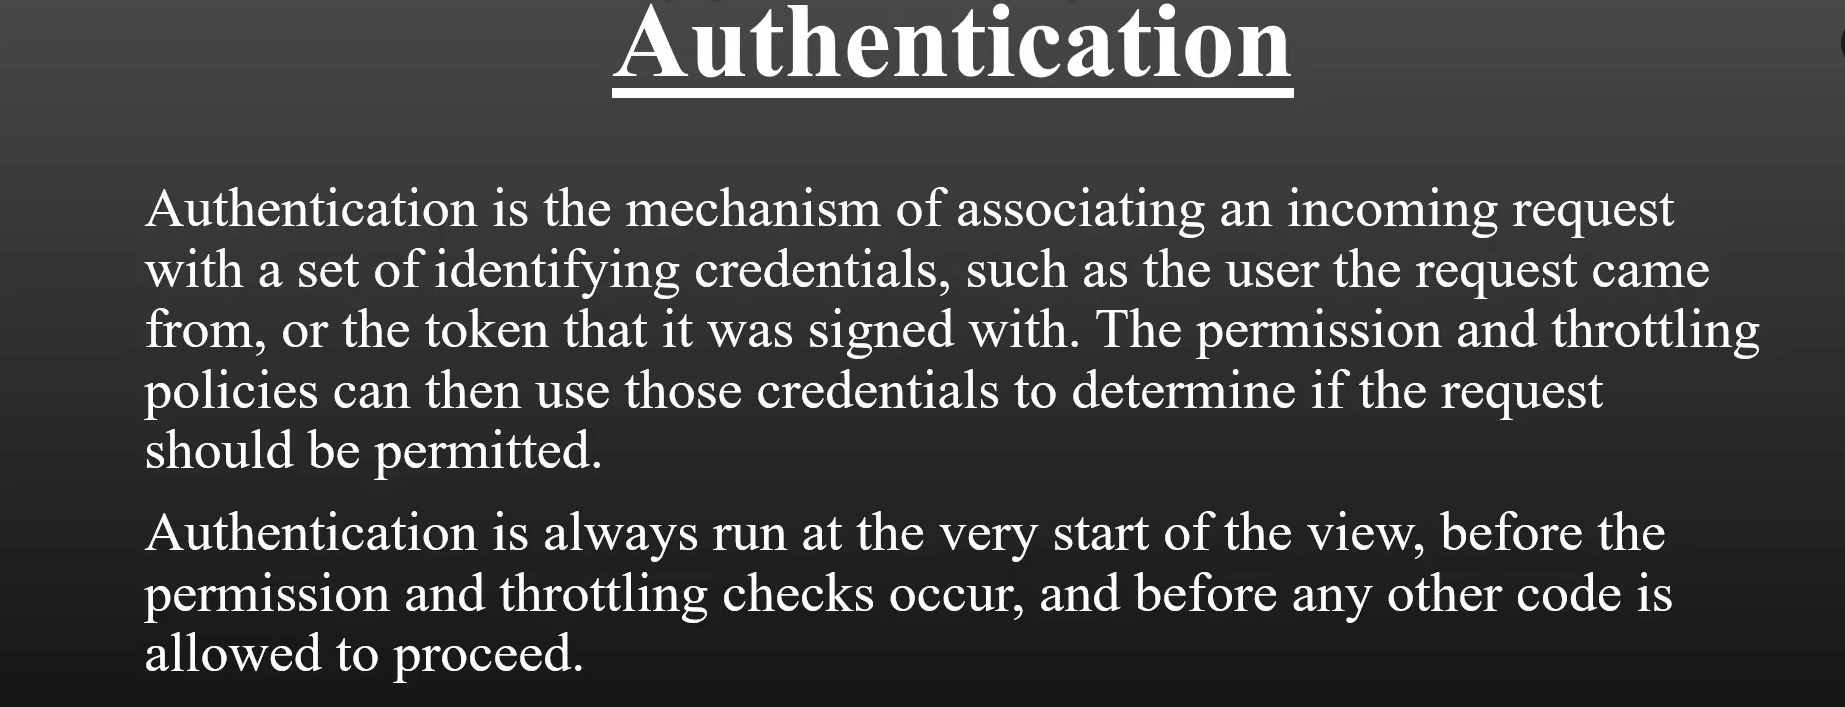 Authentication
Authentication is the mechanism of associating an incoming request
with a set of identifying credentials, such as the user the request came
from, or the token that it was signed with. The permission and throttling
policies can then use those credentials to determine if the request
should be permitted.
Authentication is always run at the very start of the view, before the
permission and throttling checks occur, and before any other code is
allowed to proceed.